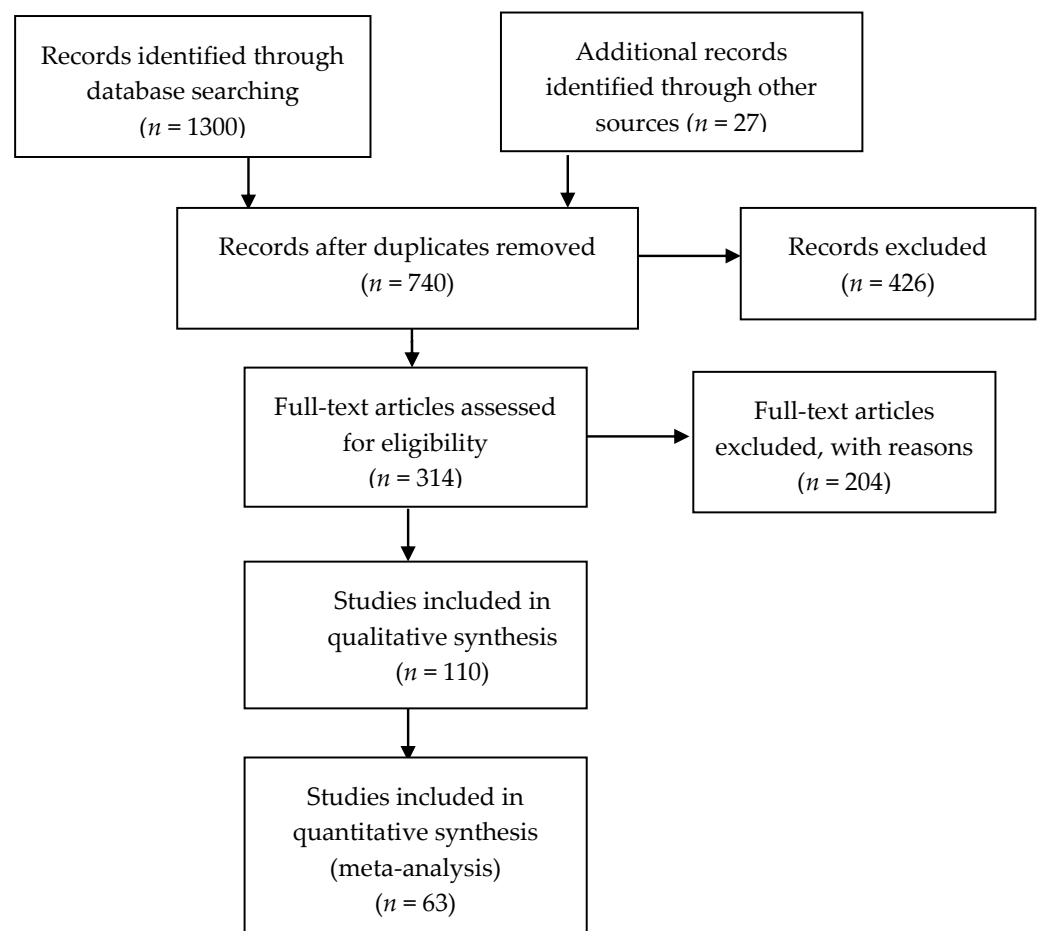 Records identified through
database searching
(n = 1300)
Additional records
identified through other
sources (n = 27)
Records after duplicates removed
(n = 740)
Records excluded
(n = 426)
Full-text articles assessed
for eligibility
(n = 314)
Full-text articles
excluded, with reasons
(n = 204)
Studies included in
qualitative synthesis
(n = 110)
Studies included in
quantitative synthesis
(meta-analysis)
(n = 63)